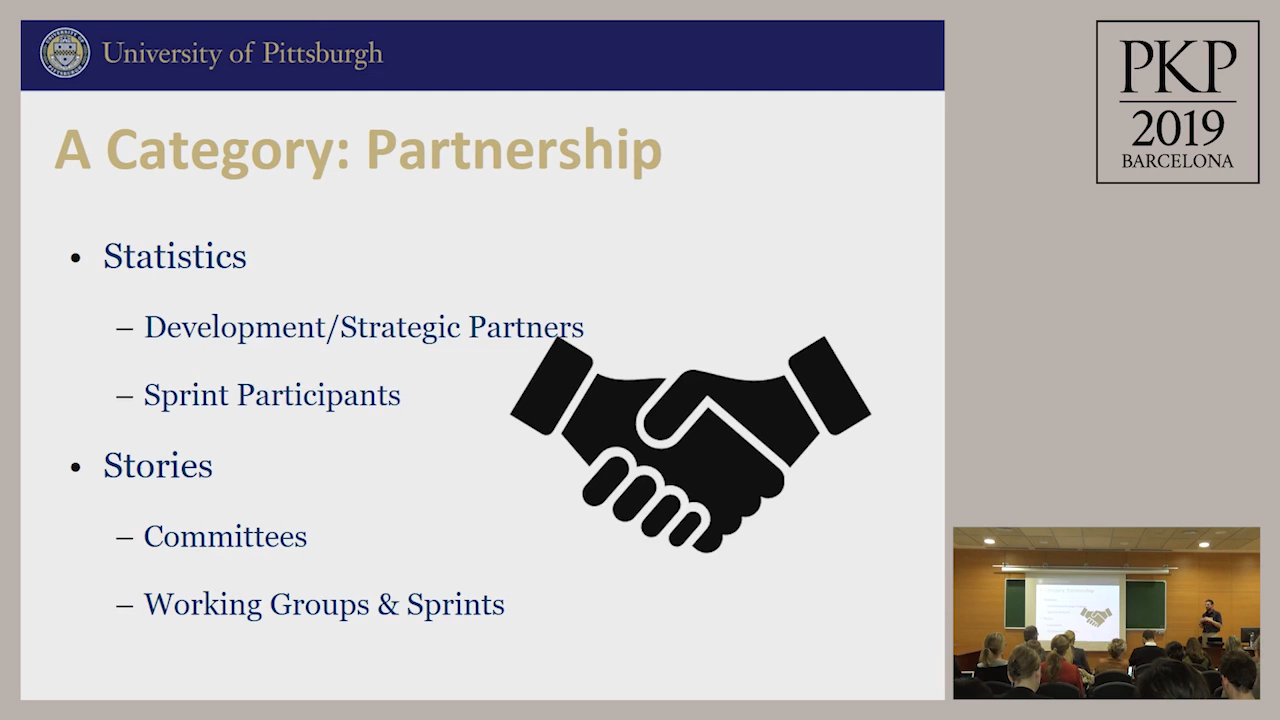 University of Pittsburgh
A Category: Partnership
• Statistics
– Development/Strategic Partners
– Sprint Participants
• Stories
– Committees
– Working Groups & Sprints
PKP
2019
BARCELONA